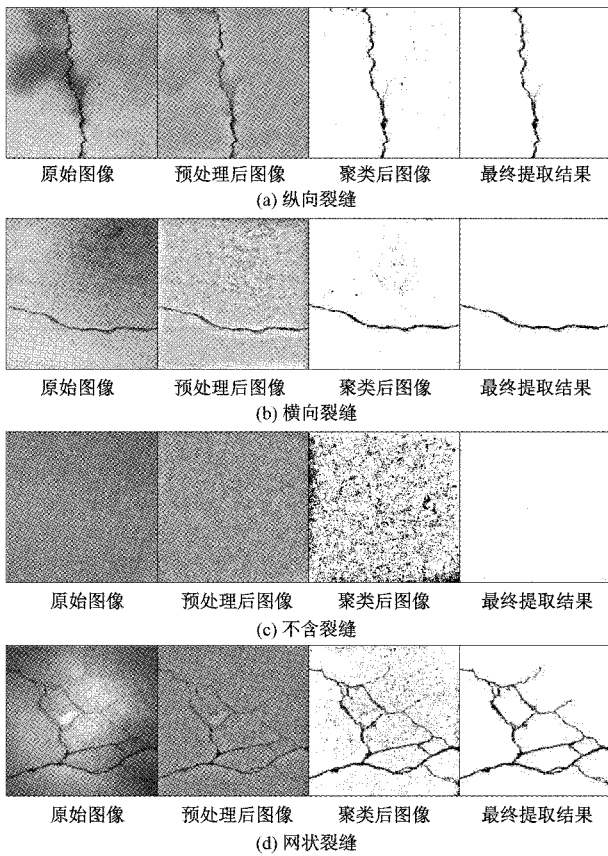 原始图像 预处理后图像 聚类后图像 最终提取结果
(a) 纵向裂缝
原始图像 预处理后图像 聚类后图像 最终提取结果
(b) 横向裂缝
原始图像 预处理后图像 聚类后图像 最终提取结果
(c) 不含裂缝
原始图像 预处理后图像 聚类后图像 最终提取结果
(d) 网状裂缝